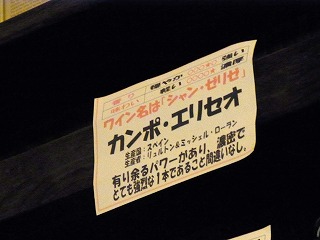 ワイン名は「シャン・ゼリゼ」
カンポ・エリセオ
生産国:スペイン
生産者:リュルトン&ミッシェル・ローラン
有り余るパワーがあり、濃密で
とても強烈な1本であること間違いなし。